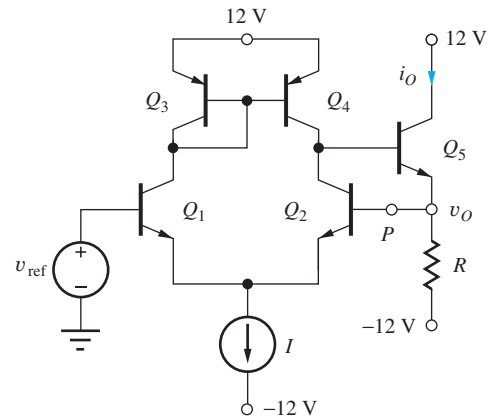 12 V
12 V
i_O
Q_3
Q_4
Q_5
Q_1
Q_2
P
v_O
v_ref
+
−
R
−12 V
I
−12 V